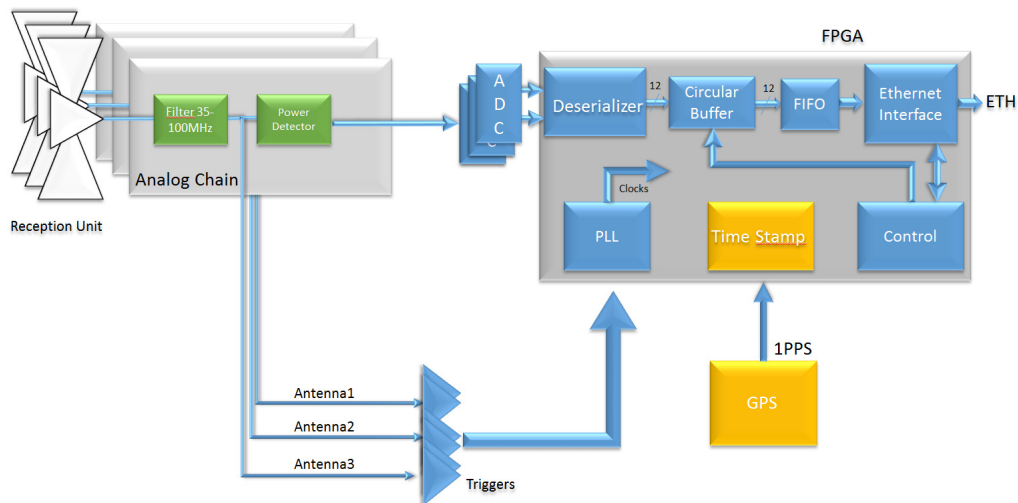 FPGA
A
D
C
C
Deserializer
12
Circular
Buffer
12
FIFO
Ethernet
Interface
ETH
Filter 35-
100MHz
Power
Detector
Analog Chain
Reception Unit
Clocks
PLL
Time Stamp
Control
1PPS
GPS
Antenna1
Antenna2
Antenna3
Triggers